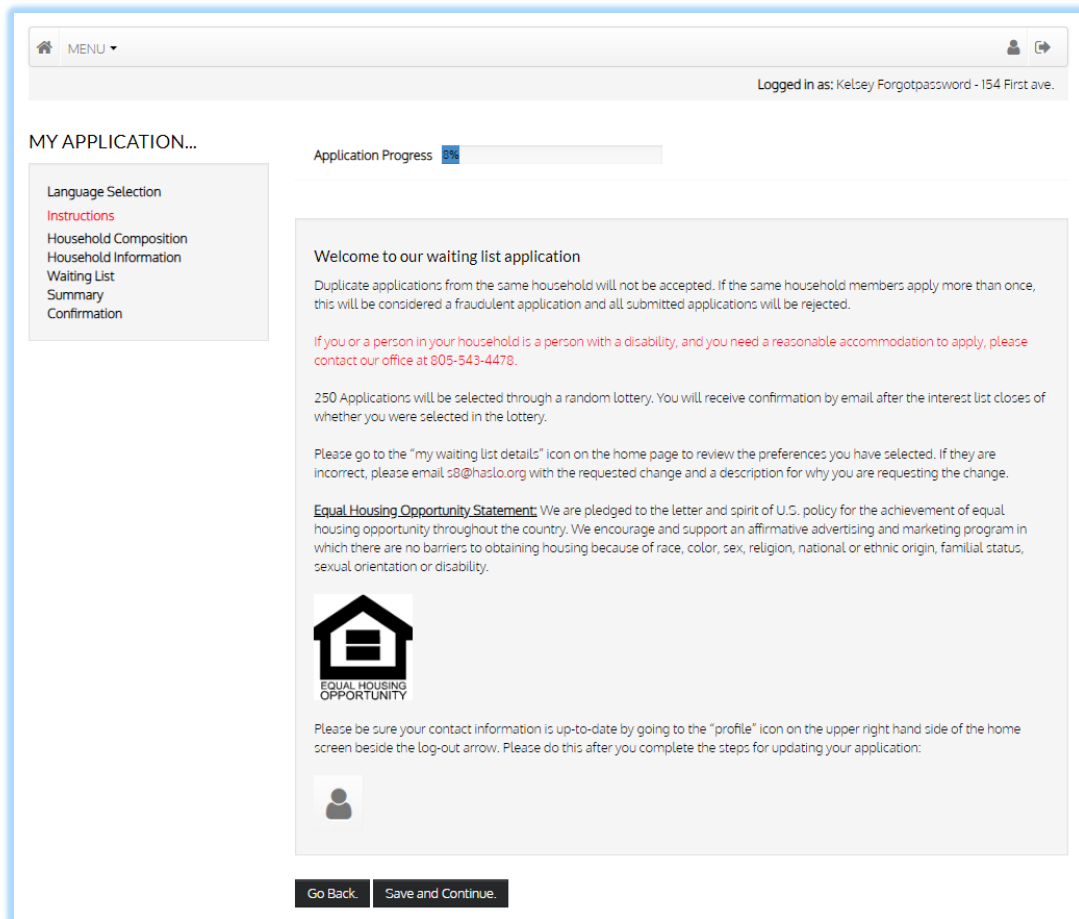 MENU
Logged in as: Kelsey Forgotpassword - 154 First ave.
MY APPLICATION...
Language Selection
Instructions
Household Composition
Household Information
Waiting List
Summary
Confirmation
Application Progress 8%
Welcome to our waiting list application
Duplicate applications from the same household will not be accepted. If the same household members apply more than once,
this will be considered a fraudulent application and all submitted applications will be rejected.
If you or a person in your household is a person with a disability, and you need a reasonable accommodation to apply, please
contact our office at 805-543-4478.
250 Applications will be selected through a random lottery. You will receive confirmation by email after the interest list closes of
whether you were selected in the lottery.
Please go to the “my waiting list details” icon on the home page to review the preferences you have selected. If they are
incorrect, please email s8@haslo.org with the requested change and a description for why you are requesting the change.
Equal Housing Opportunity Statement: We are pledged to the letter and spirit of U.S. policy for the achievement of equal
housing opportunity throughout the country. We encourage and support an affirmative advertising and marketing program in
which there are no barriers to obtaining housing because of race, color, sex, religion, national or ethnic origin, familial status,
sexual orientation or disability.
EQUAL HOUSING
OPPORTUNITY
Please be sure your contact information is up-to-date by going to the “profile” icon on the upper right hand side of the home
screen beside the log-out arrow. Please do this after you complete the steps for updating your application:
Go Back. Save and Continue.